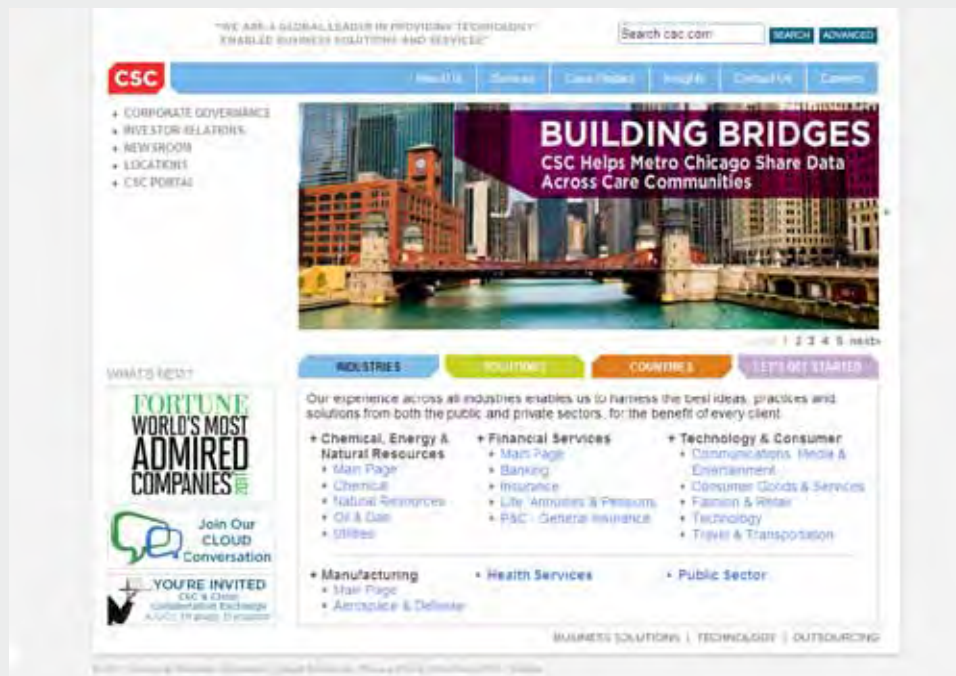 "WE ARE A GLOBAL LEADER IN PROVIDING TECHNOLOGY
ENABLED BUSINESS SOLUTIONS AND SERVICES"
Search csc.com
SEARCH
ADVANCED
CSC
About Us
Services
Case Studies
Insights
Contact Us
Careers
+ CORPORATE GOVERNANCE
+ INVESTOR RELATIONS
+ NEWSROOM
+ LOCATIONS
+ CSC PORTAL
BUILDING BRIDGES
CSC Helps Metro Chicago Share Data
Across Care Communities
1 2 3 4 5 next»
INDUSTRIES
SOLUTIONS
COUNTRIES
LET'S GET STARTED
Our experience across all industries enables us to harness the best ideas, practices and
solutions from both the public and private sectors, for the benefit of every client.
+ Chemical, Energy &
Natural Resources
+ Main Page
+ Chemical
+ Natural Resources
+ Oil & Gas
+ Utilities
+ Financial Services
+ Main Page
+ Banking
+ Insurance
+ Life, Annuities & Pensions
+ P&C - General Insurance
+ Technology & Consumer
+ Communications, Media &
Entertainment
+ Consumer Goods & Services
+ Fashion & Retail
+ Technology
+ Travel & Transportation
+ Manufacturing
+ Main Page
+ Aerospace & Defense
+ Health Services
+ Public Sector
WHAT'S NEW?
FORTUNE
WORLD'S MOST
ADMIRED
COMPANIES
2011
Join Our
CLOUD
Conversation
YOU'RE INVITED
BUSINESS SOLUTIONS | TECHNOLOGY | OUTSOURCING